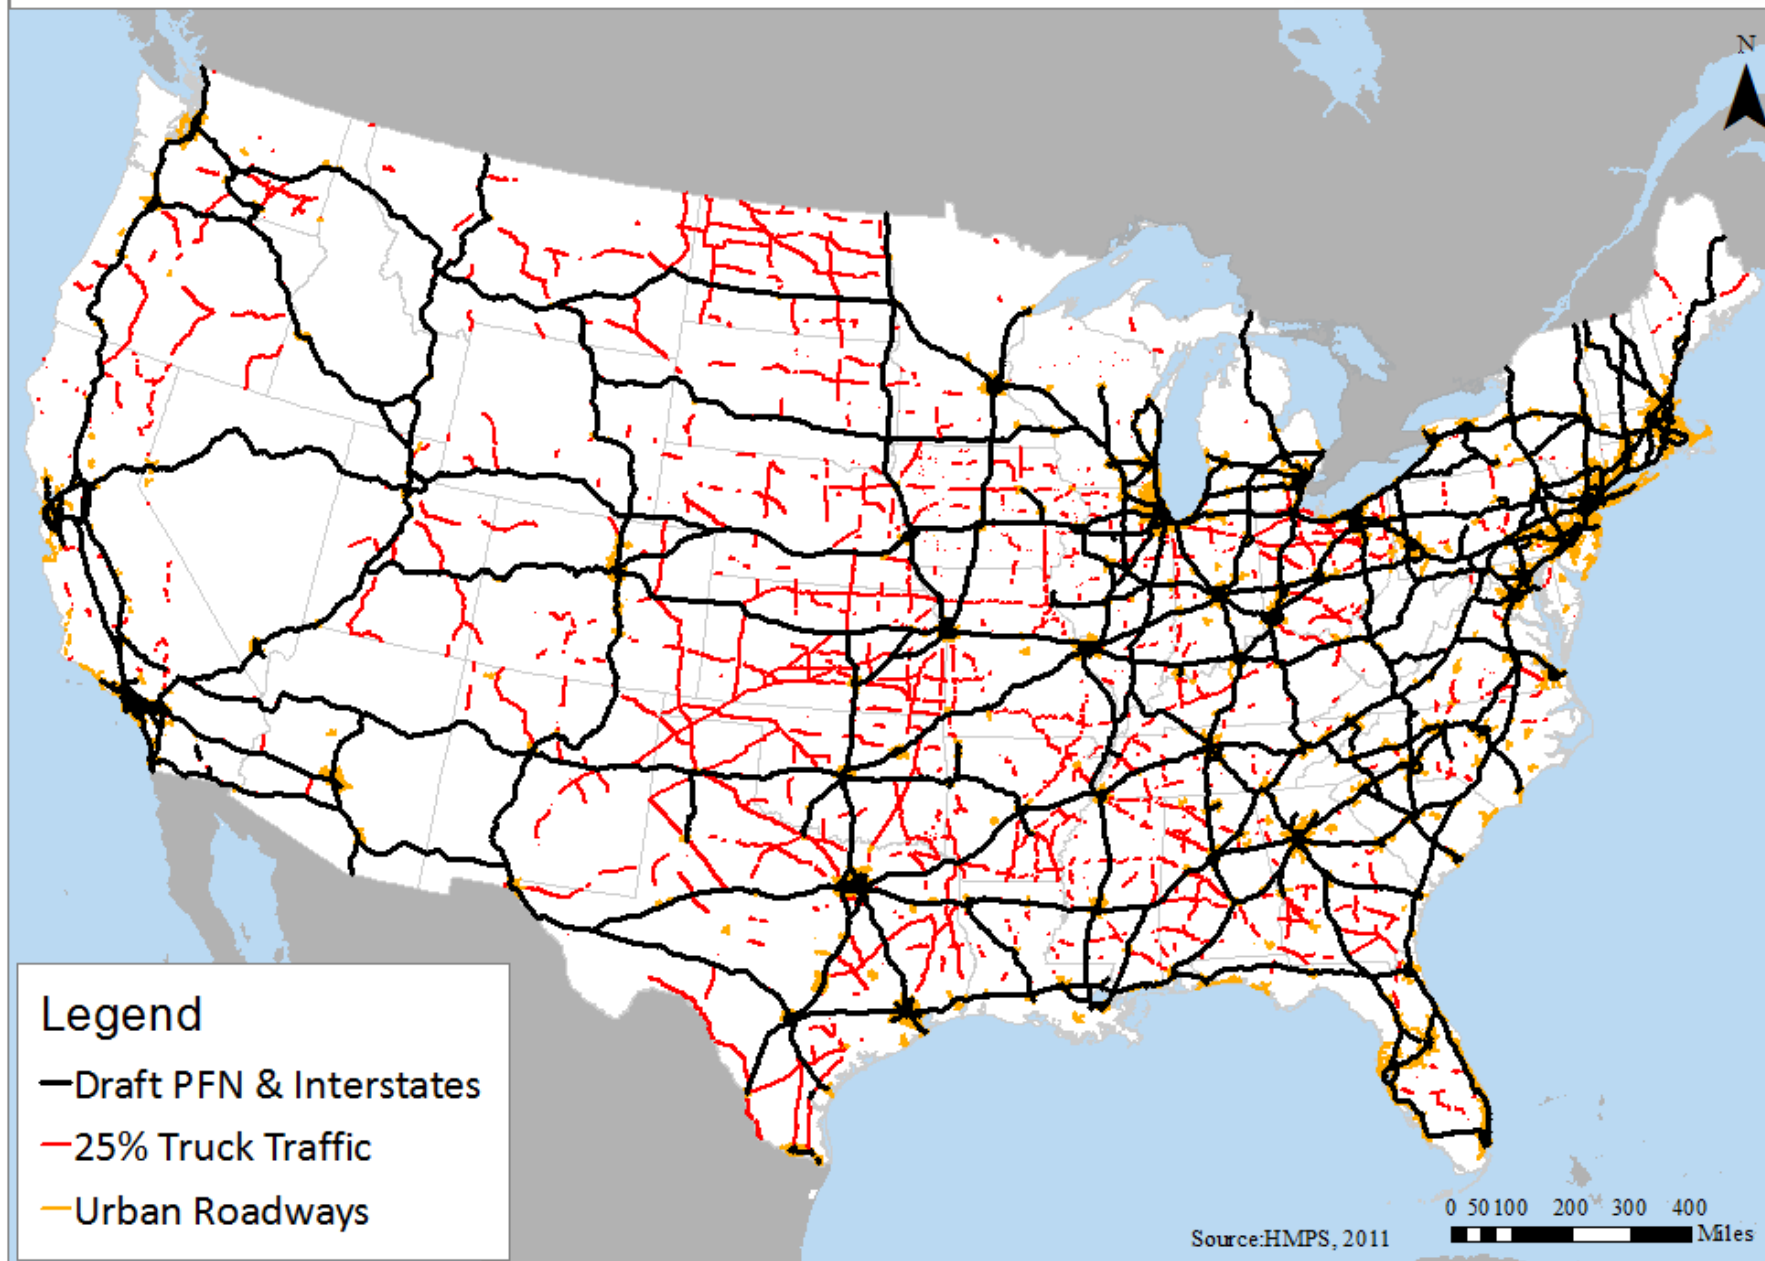 N
Legend
Draft PFN & Interstates
25% Truck Traffic
Urban Roadways
0 50 100 200 300 400
Miles
Source:HMPS, 2011